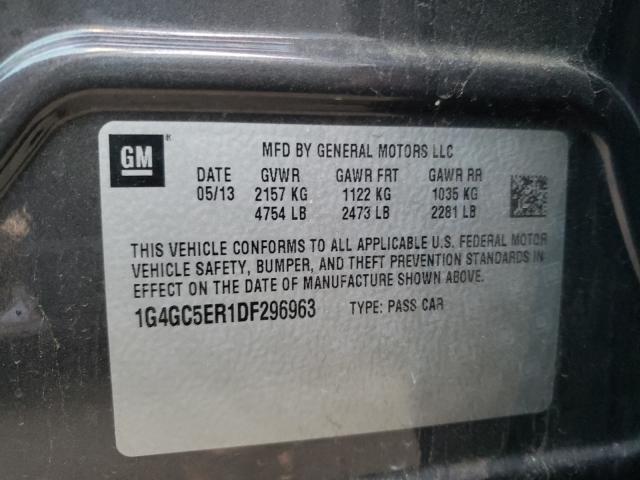 GM ®
MFD BY GENERAL MOTORS LLC
DATE GVWR GAWR FRT GAWR RR
05/13 2157 KG 1122 KG 1035 KG
4754 LB 2473 LB 2281 LB
THIS VEHICLE CONFORMS TO ALL APPLICABLE U.S. FEDERAL MOTOR
VEHICLE SAFETY, BUMPER, AND THEFT PREVENTION STANDARDS IN
EFFECT ON THE DATE OF MANUFACTURE SHOWN ABOVE.
1G4GC5ER1DF296963 TYPE: PASS CAR